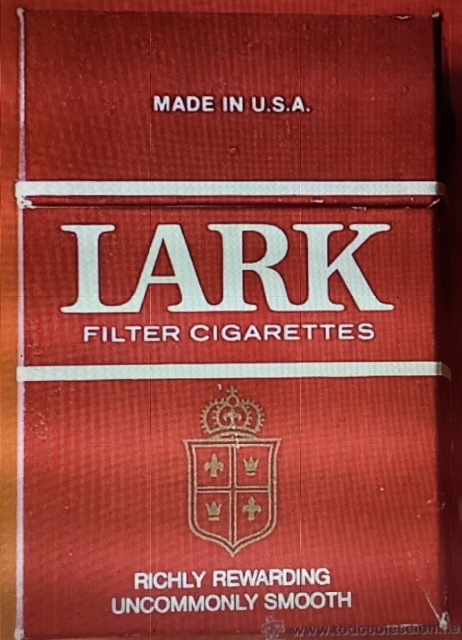 MADE IN U.S.A.
LARK
FILTER CIGARETTES
RICHLY REWARDING
UNCOMMONLY SMOOTH